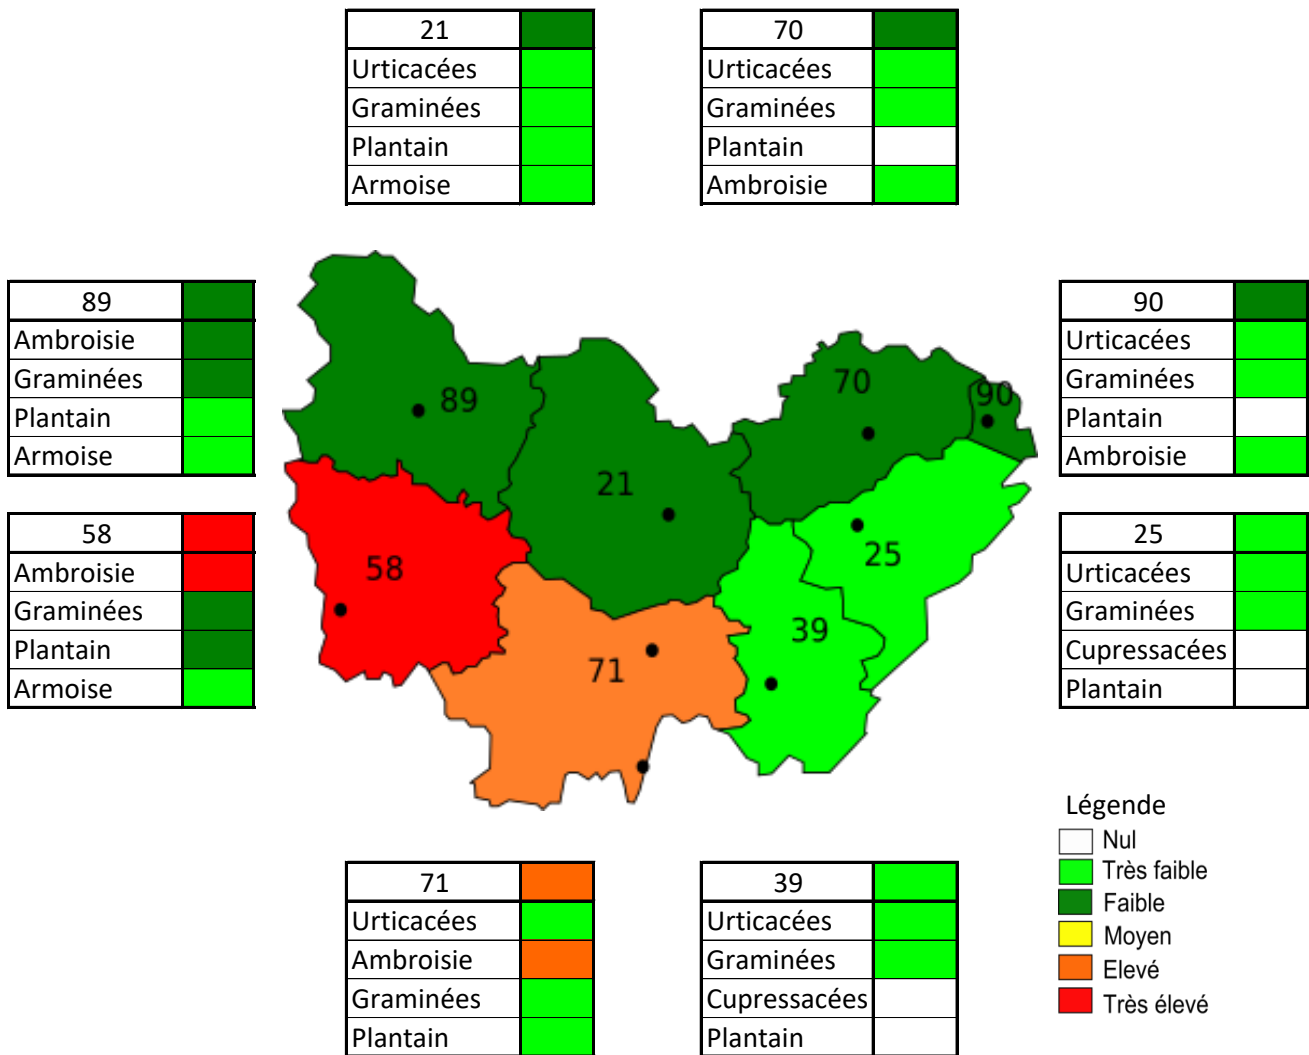 21
Urticacées
Graminées
Plantain
Armoise
70
Urticacées
Graminées
Plantain
Ambroisie
89
Ambroisie
Graminées
Plantain
Armoise
58
Ambroisie
Graminées
Plantain
Armoise
89
70
90
21
58
25
39
71
90
Urticacées
Graminées
Plantain
Ambroisie
25
Urticacées
Graminées
Cupressacées
Plantain
71
Urticacées
Ambroisie
Graminées
Plantain
39
Urticacées
Graminées
Cupressacées
Plantain
Légende
Nul
Très faible
Faible
Moyen
Elevé
Très élevé